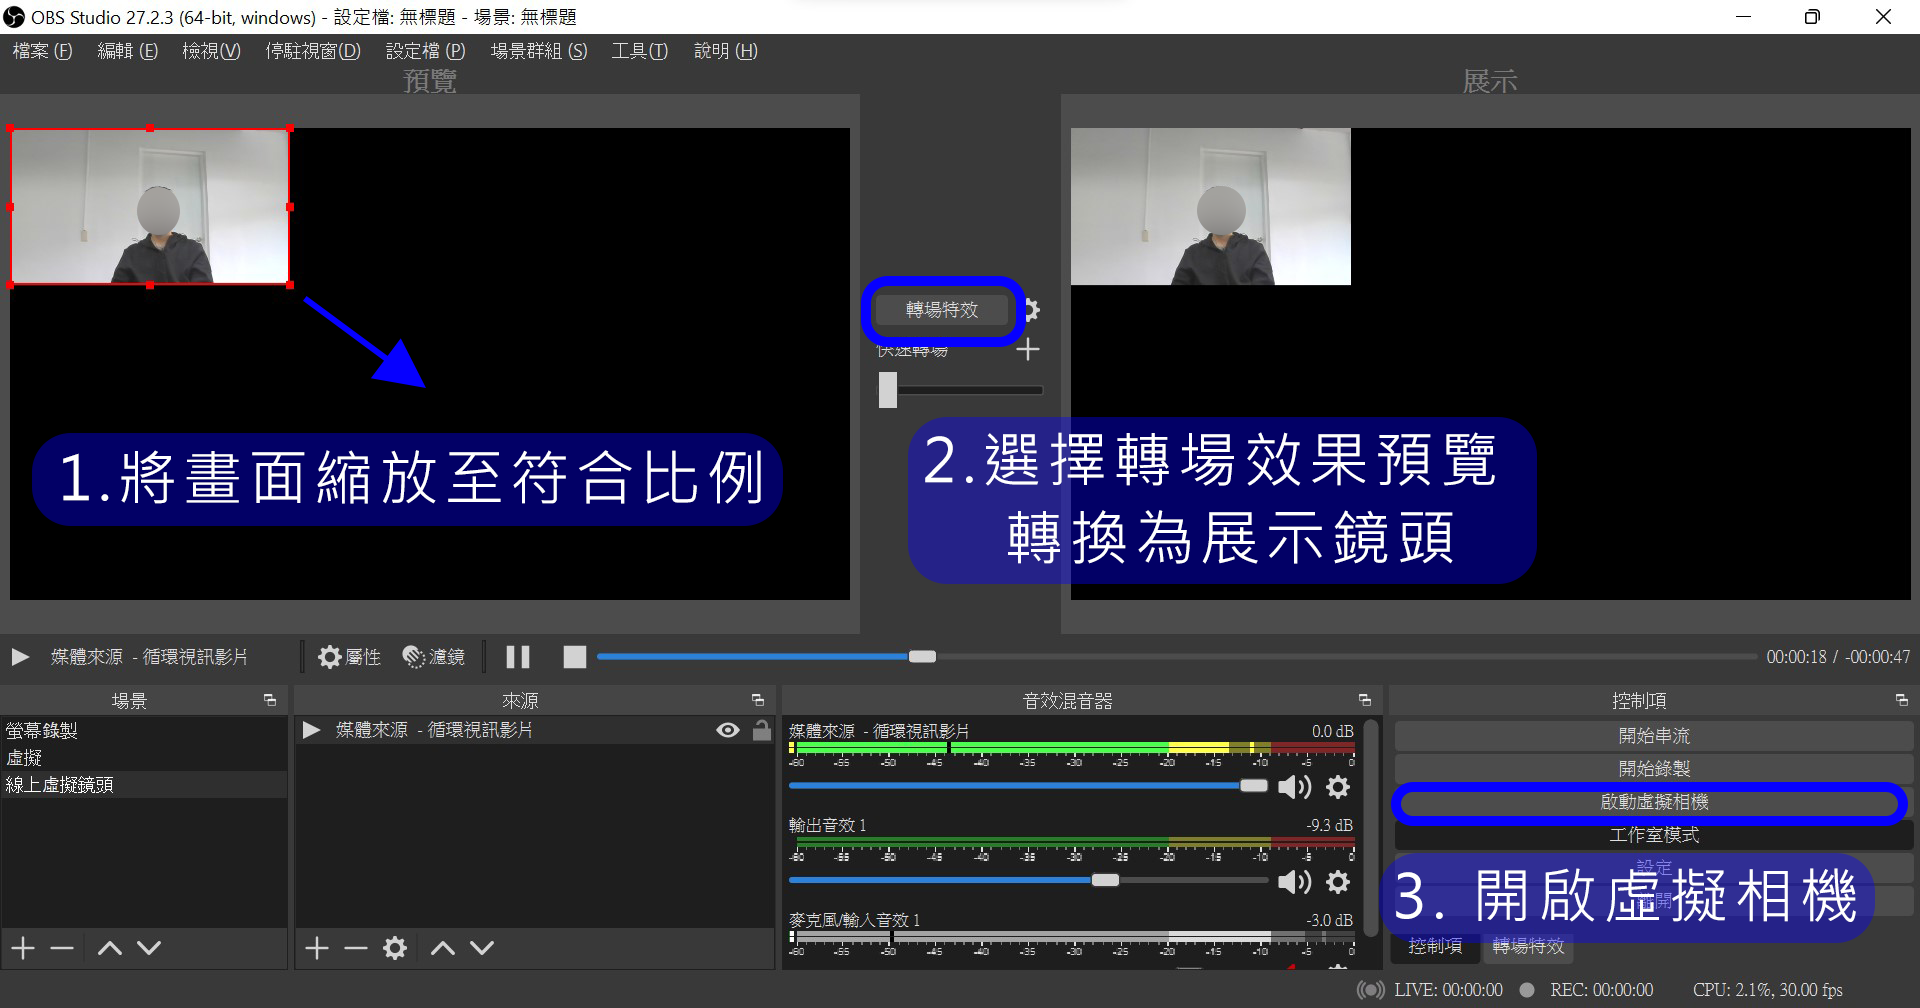 OBS Studio 27.2.3 (64-bit, windows) - 設定檔: 無標題 - 場景: 無標題
檔案 (F) 編輯 (E) 檢視(V) 停駐視窗(D) 設定檔 (P) 場景群組 (S) 工具(T) 說明 (H)
預覽
展示
轉場特效
快速轉場
1.將畫面縮放至符合比例
2.選擇轉場效果預覽
轉換為展示鏡頭
媒體來源 - 循環視訊影片 屬性 濾鏡 00:00:18 / -00:00:47
場景
螢幕錄製
虛擬
線上虛擬鏡頭
來源
媒體來源 - 循環視訊影片
音效混音器
媒體來源 - 循環視訊影片 0.0 dB
-60 -55 -50 -45 -40 -35 -30 -25 -20 -15 -10 -5 0
輸出音效 1 -9.3 dB
-60 -55 -50 -45 -40 -35 -30 -25 -20 -15 -10 -5 0
麥克風/輸入音效 1 -3.0 dB
-60 -55 -50 -45 -40 -35 -30 -25 -20 -15 -10 -5 0
控制項
開始串流
開始錄製
啟動虛擬相機
工作室模式
設定
3. 開啟虛擬相機
控制項 轉場特效
LIVE: 00:00:00 REC: 00:00:00 CPU: 2.1%, 30.00 fps